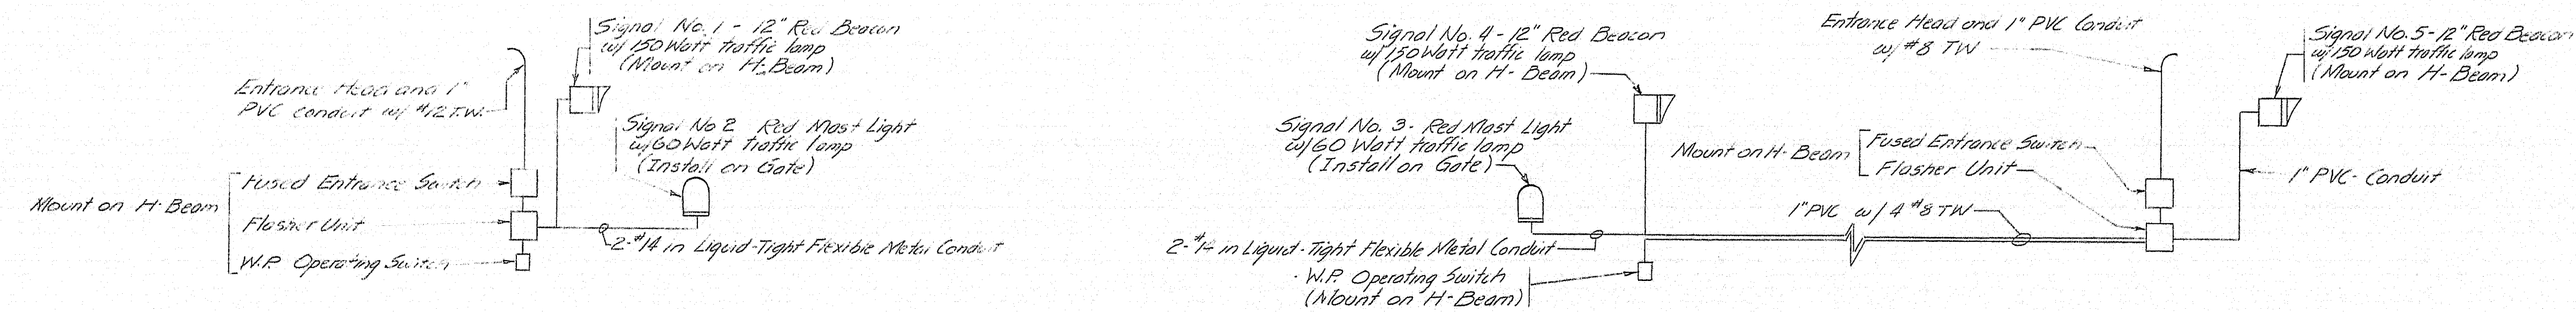 Signal No. 1 - 12" Red Beacon
w/ 150 Watt traffic lamp
(Mount on H-Beam)
Entrance Head and 1"
PVC conduit w/ #12 T.W.
Signal No 2 Red Mast Light
w/ 60 Watt traffic lamp
(Install on Gate)
Mount on H-Beam
Fused Entrance Switch
Flasher Unit
W.P. Operating Switch
2-#14 in Liquid-Tight Flexible Metal Conduit
Signal No. 4 - 12" Red Beacon
w/ 150 Watt traffic lamp
(Mount on H-Beam)
Signal No. 3 - Red Mast Light
w/ 60 Watt traffic lamp
(Install on Gate)
2-#14 in Liquid-Tight Flexible Metal Conduit
W.P. Operating Switch
(Mount on H-Beam)
Entrance Head and 1" PVC Conduit
w/ #8 TW
Mount on H-Beam
Fused Entrance Switch
Flasher Unit
1" PVC w/ 4 #8 TW
Signal No. 5 - 12" Red Beacon
w/ 150 Watt traffic lamp
(Mount on H-Beam)
1" PVC- Conduit